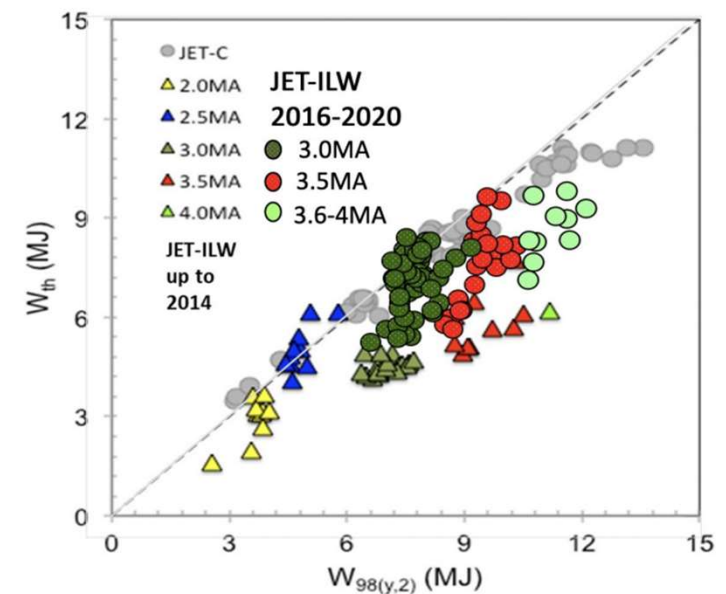 15
12
9
6
3
0
W_th (MJ)
JET-C
2.0MA
2.5MA
3.0MA
3.5MA
4.0MA
JET-ILW
up to
2014
JET-ILW
2016-2020
3.0MA
3.5MA
3.6-4MA
0 3 6 9 12 15
W_98(y,2) (MJ)